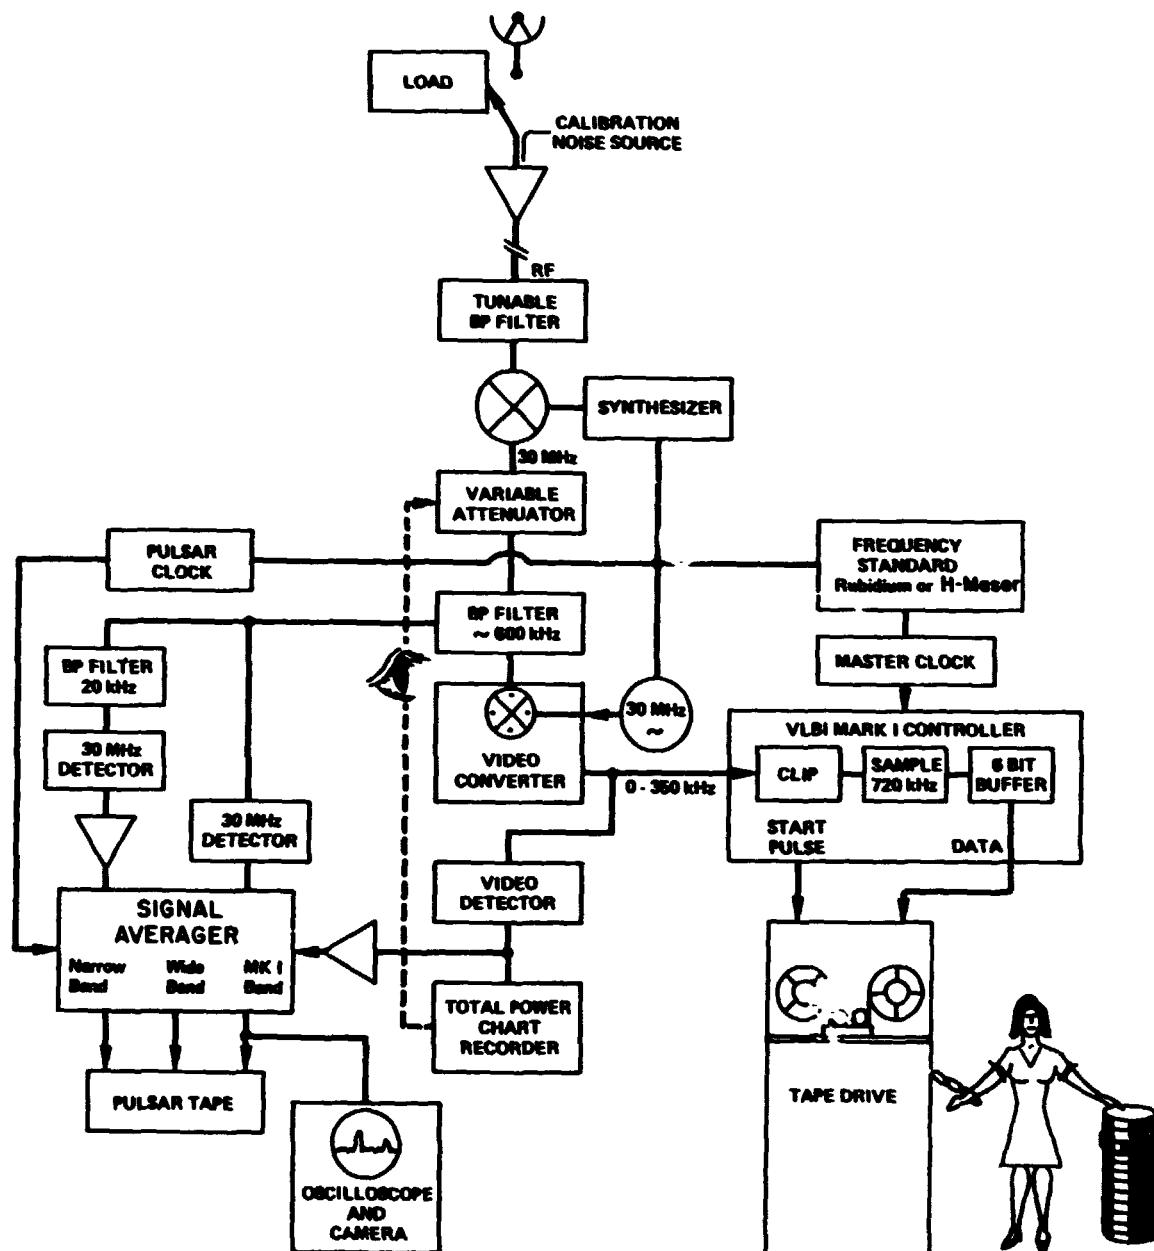 LOAD
CALIBRATION
NOISE SOURCE
RF
TUNABLE
BP FILTER
SYNTHESIZER
30 MHz
VARIABLE
ATTENUATOR
PULSAR
CLOCK
FREQUENCY
STANDARD
Rubidium or H-Maser
BP FILTER
~ 600 kHz
BP FILTER
20 kHz
MASTER CLOCK
30 MHz
~
VIDEO
CONVERTER
30 MHz
DETECTOR
VLBI MARK I CONTROLLER
CLIP
SAMPLE
720 kHz
6 BIT
BUFFER
0 - 350 kHz
30 MHz
DETECTOR
START
PULSE
DATA
VIDEO
DETECTOR
SIGNAL
AVERAGER
Narrow
Band
Wide
Band
MK I
Band
TOTAL POWER
CHART
RECORDER
PULSAR TAPE
TAPE DRIVE
OSCILLOSCOPE
AND
CAMERA